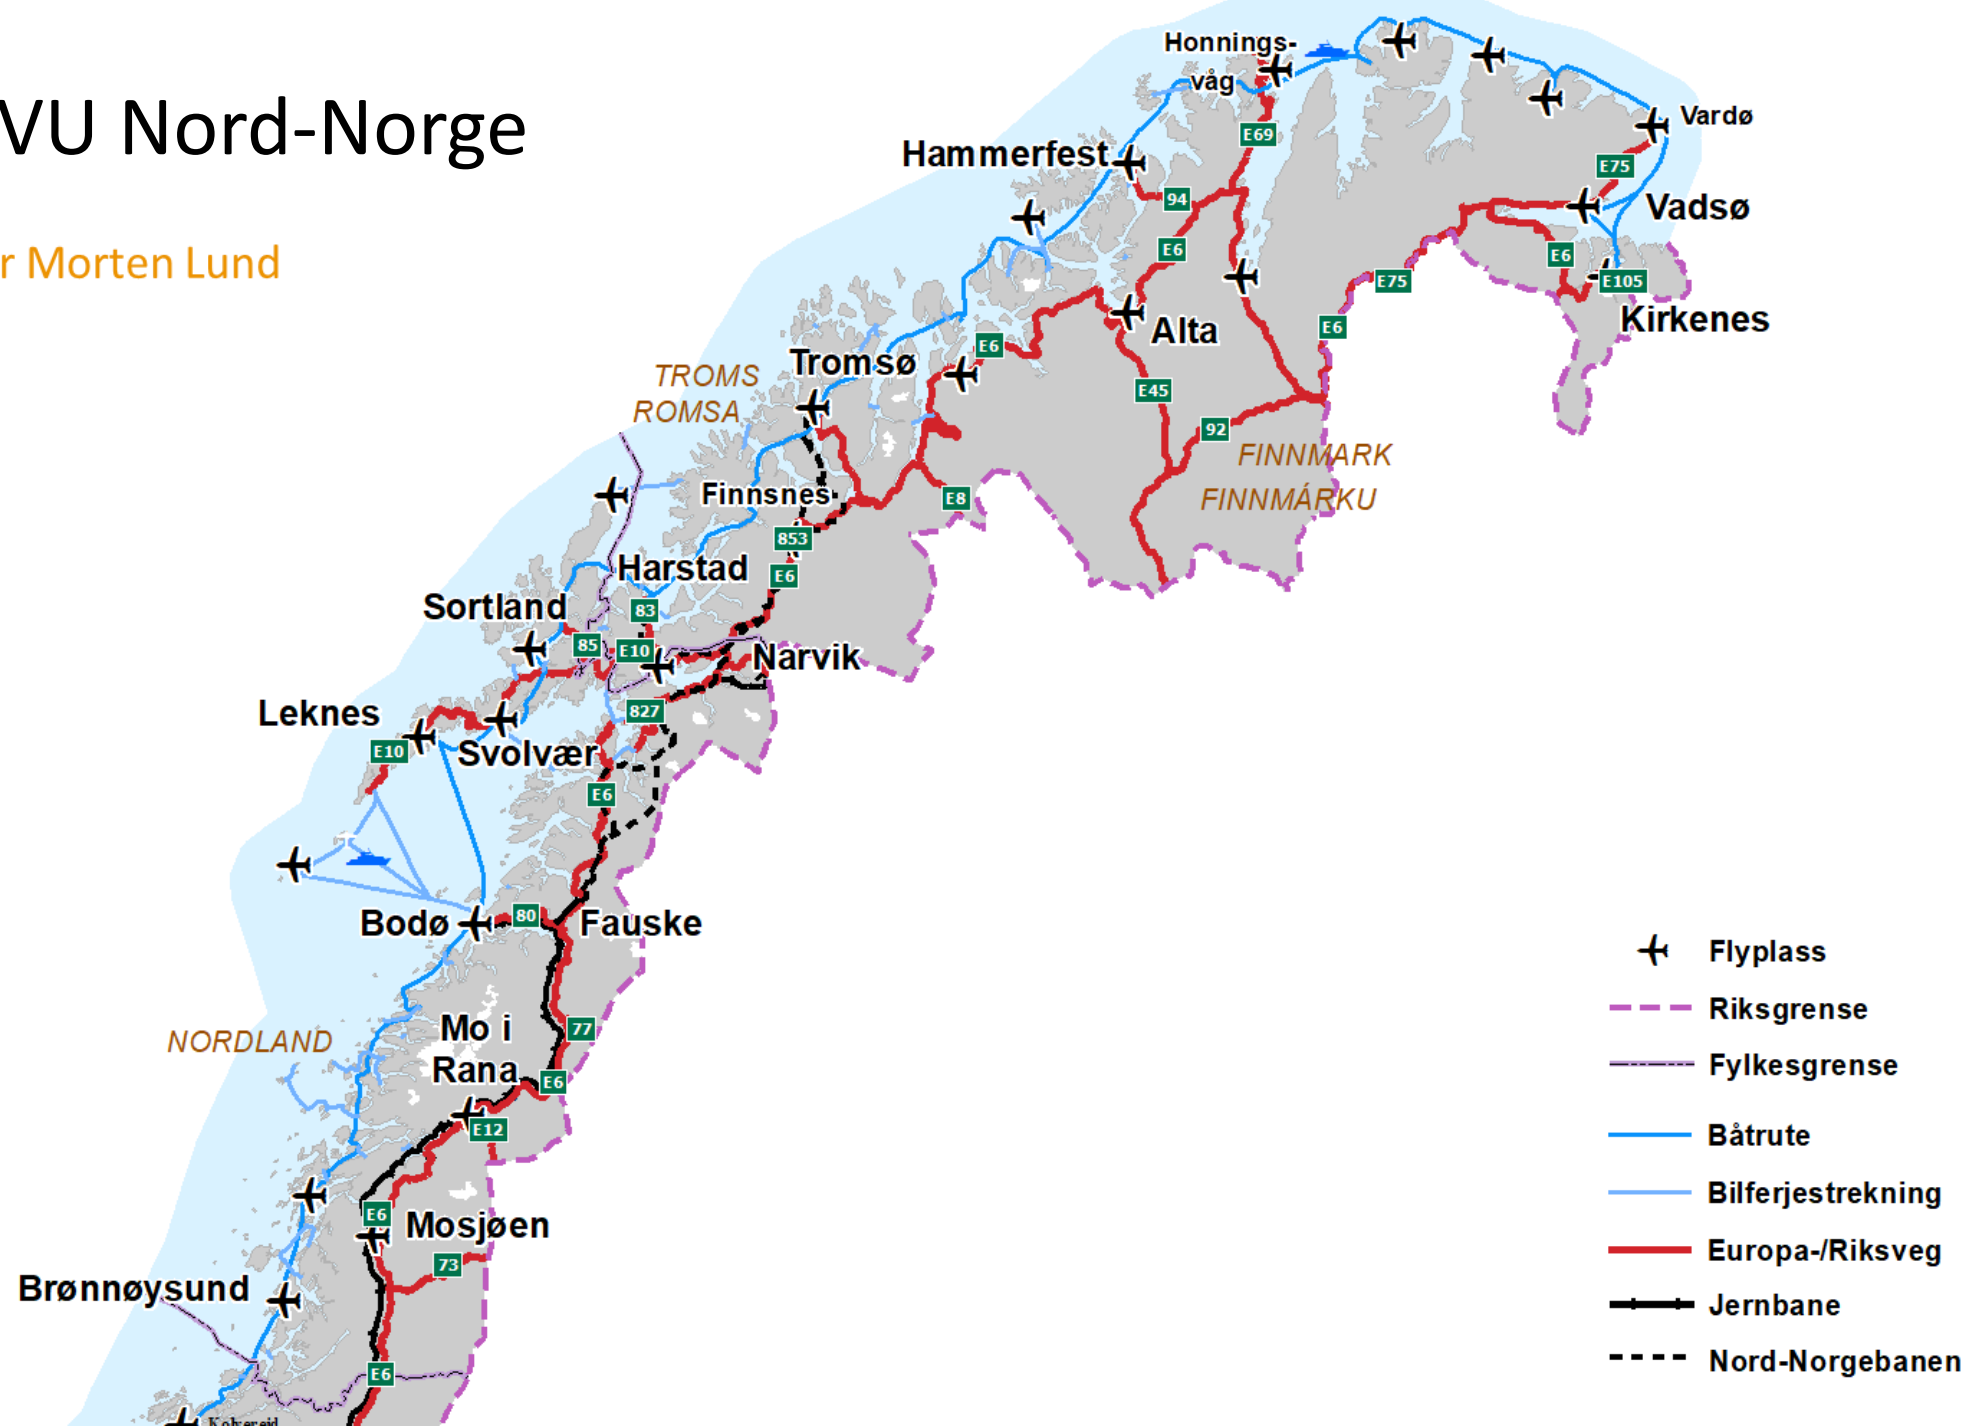 VU Nord-Norge
r Morten Lund
Honnings-
våg
Vardø
E69
Hammerfest
E75
94
Vadsø
E6
E6
E75
E105
Kirkenes
E6
Alta
E6
Tromsø
TROMS
ROMSA
E45
92
FINNMARK
FINNMÁRKU
Finnsnes
E8
853
Harstad
E6
Sortland
83
85
E10
Narvik
Leknes
827
E10
Svolvær
E6
Bodø
80
Fauske
NORDLAND
Mo i
Rana
77
E6
E12
E6
Mosjøen
73
Brønnøysund
E6
Kolvereid
Flyplass
Riksgrense
Fylkesgrense
Båtrute
Bilferjestrekning
Europa-/Riksveg
Jernbane
Nord-Norgebanen